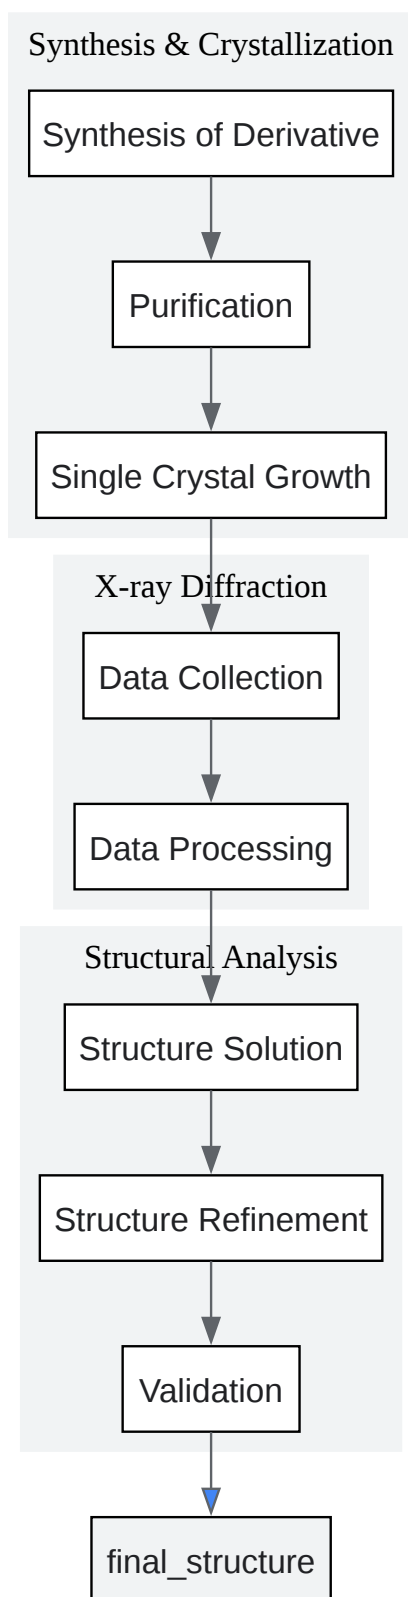 Synthesis & Crystallization
Synthesis of Derivative
Purification
Single Crystal Growth
X-ray Diffraction
Data Collection
Data Processing
Structural Analysis
Structure Solution
Structure Refinement
Validation
final_structure